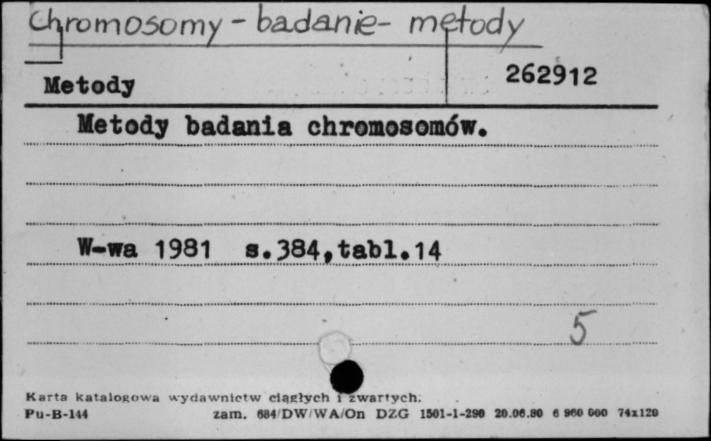 Chromosomy - badanie - metody
Metody 262912
Metody badania chromosomów.
W-wa 1981 s.384,tabl.14
5
Karta katalogowa wydawnictw ciągłych i zwartych.
Pu-B-144 zam. 684/DW/WA/On DZG 1501-1-290 20.06.80 6 960 000 74x120